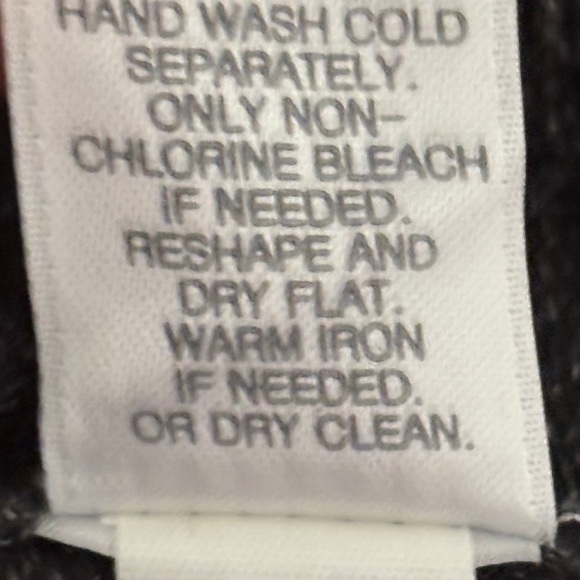 HAND WASH COLD
SEPARATELY.
ONLY NON-
CHLORINE BLEACH
IF NEEDED.
RESHAPE AND
DRY FLAT.
WARM IRON
IF NEEDED.
OR DRY CLEAN.